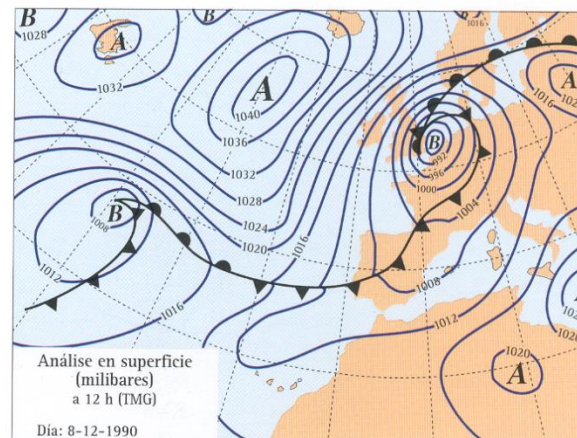 B
1028
A
1032
B
1016
A
1040
1036
1032
1028
1024
1020
1016
B
1008
1012
1016
B
992
996
1000
1004
1008
1012
1016
A
1020
A
Análise en superficie
(milibares)
a 12 h (TMG)
Día: 8-12-1990